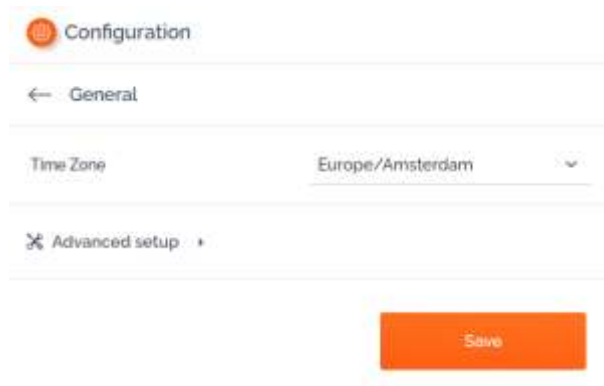 Configuration
General
Time Zone Europe/Amsterdam
Advanced setup
Save